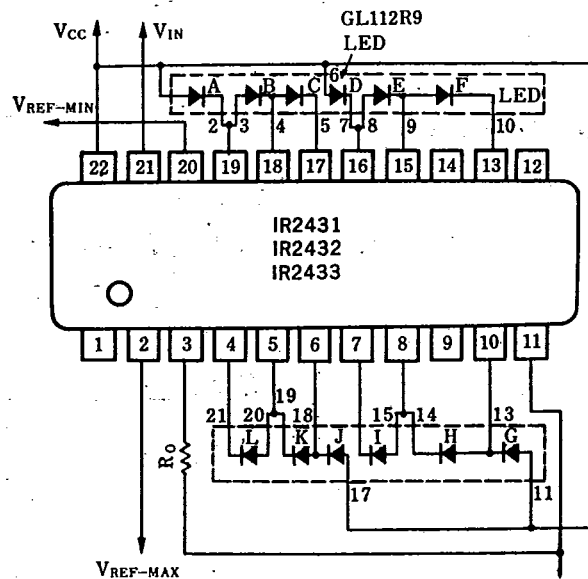 GL112R9
LED
VCC
VIN
6
A B C D E F
LED
VREF-MIN
2 3 4 5 7 8 9 10
22 21 20 19 18 17 16 15 14 13 12
IR2431
IR2432
IR2433
1 2 3 4 5 6 7 8 9 10 11
19
21 20 18 15 14 13
L K J I H G
R0
17 11
VREF-MAX